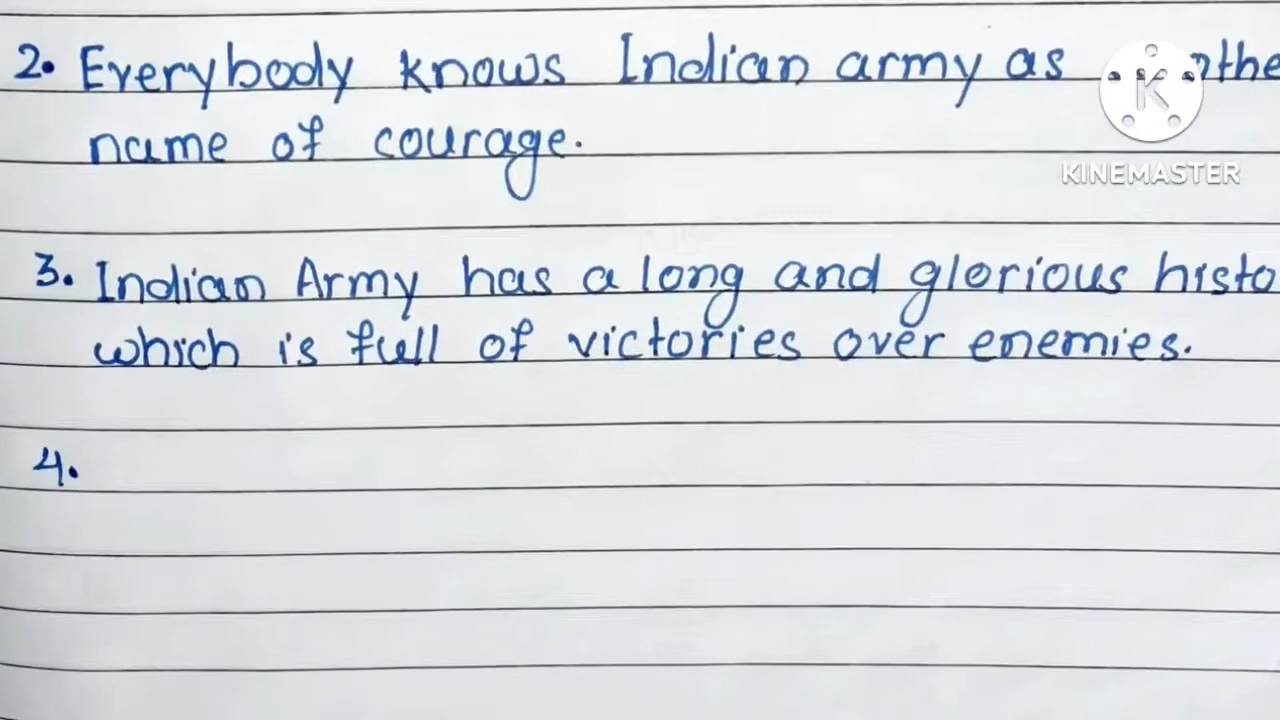 2. Everybody knows Indian army as
name of courage.
KINEMASTER
3. Indian Army has a long and glorious
which is full of victories over enemies.
4.